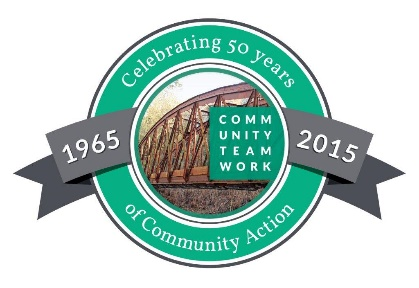 Celebrating 50 years
1965
COMM
UNITY
TEAM
WORK
2015
of Community Action